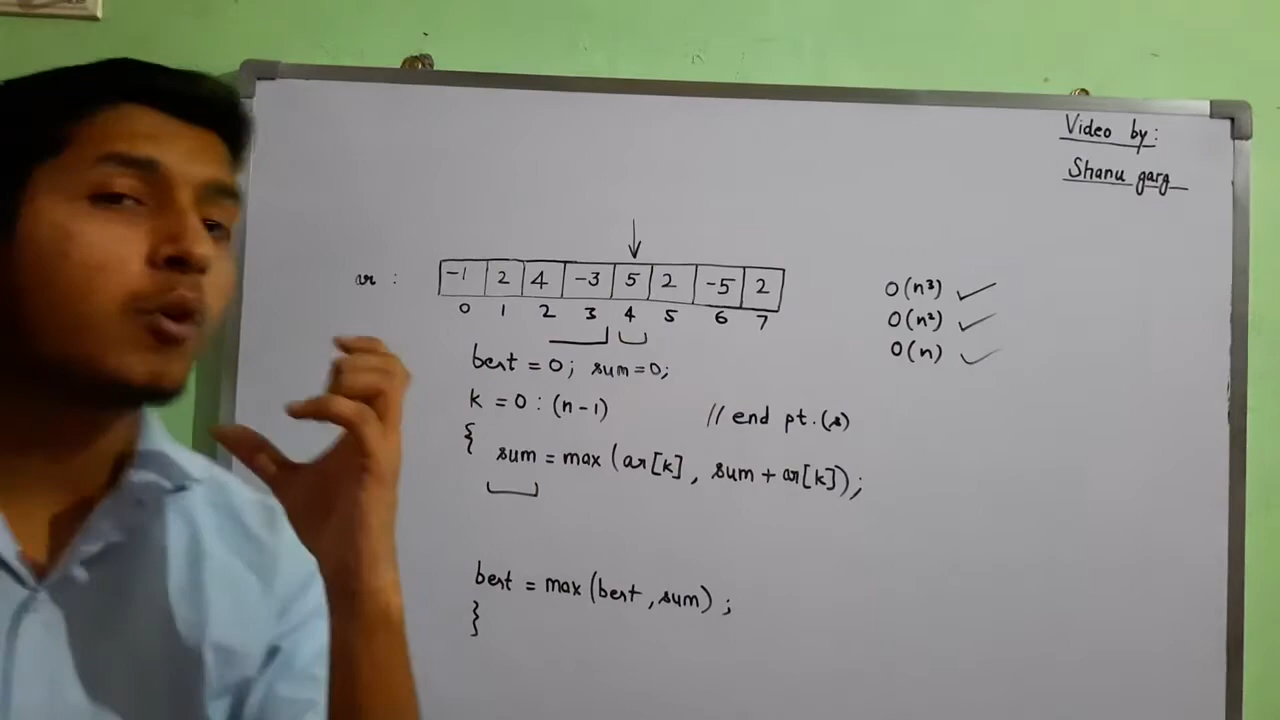 Video by:
Shanu garg
ar :
-1 2 4 -3 5 2 -5 2
0 1 2 3 4 5 6 7
O(n³) ✓
O(n²) ✓
O(n) ✓
best = 0; sum=0;
k = 0 : (n-1) // end pt.(s)
{ sum = max (ar[k] , sum + ar[k]);
best = max(best, sum) ;
}